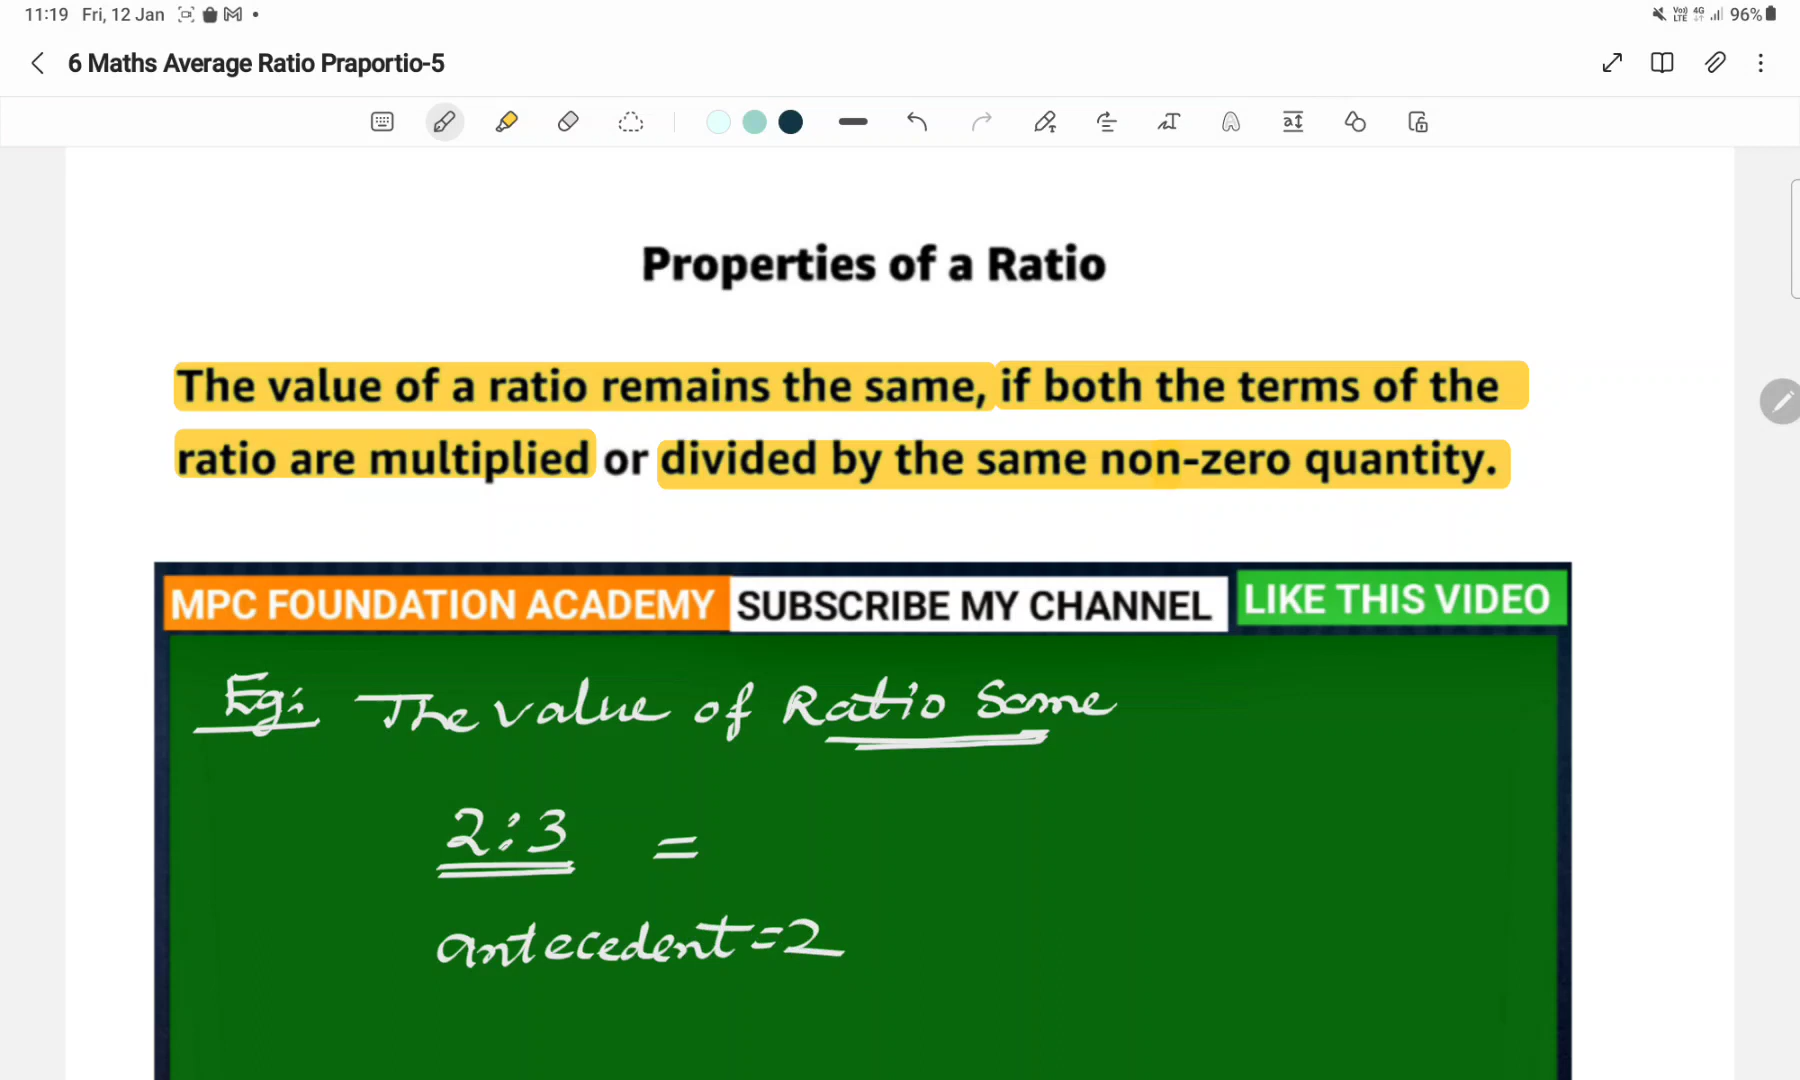 11:19 Fri, 12 Jan 96%
6 Maths Average Ratio Praportio-5
Properties of a Ratio
The value of a ratio remains the same, if both the terms of the
ratio are multiplied or divided by the same non-zero quantity.
MPC FOUNDATION ACADEMY SUBSCRIBE MY CHANNEL LIKE THIS VIDEO
Eg: The value of Ratio Same
2:3 =
antecedent=2